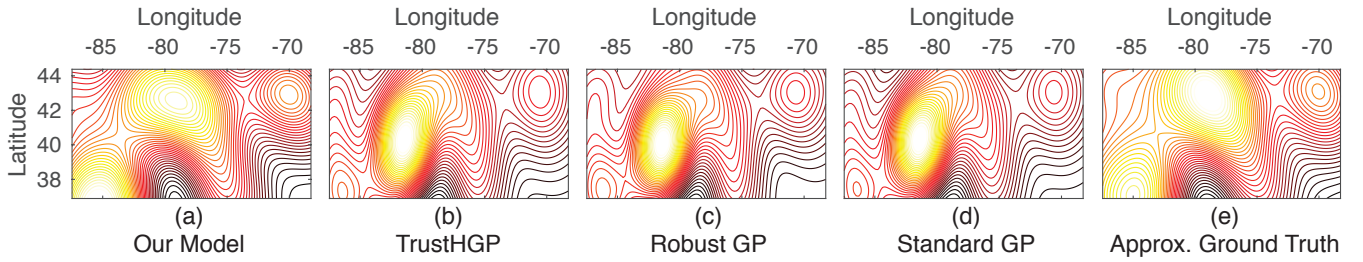 Longitude Longitude Longitude Longitude Longitude
-85 -80 -75 -70 -85 -80 -75 -70 -85 -80 -75 -70 -85 -80 -75 -70 -85 -80 -75 -70
Latitude
44
42
40
38
(a) (b) (c) (d) (e)
Our Model TrustHGP Robust GP Standard GP Approx. Ground Truth